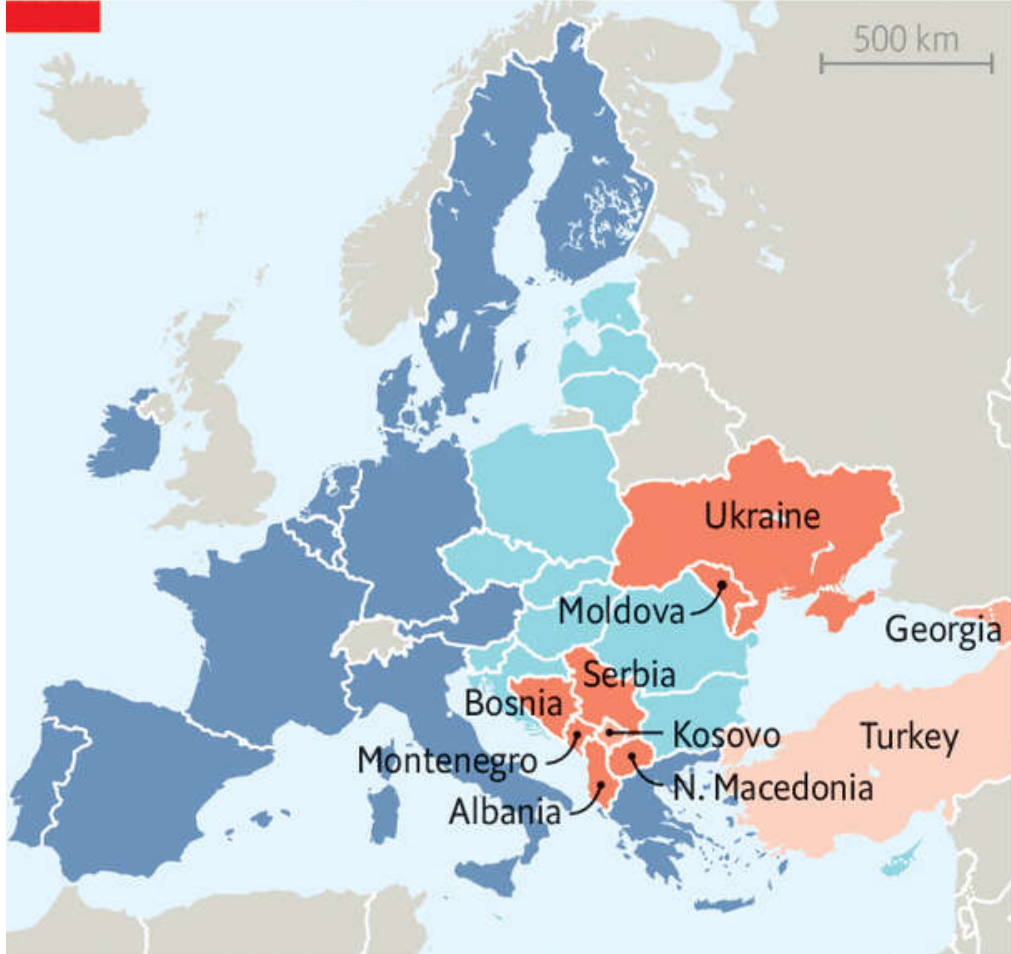 500 km
Ukraine
Moldova
Georgia
Serbia
Bosnia
Kosovo
Turkey
Montenegro
N. Macedonia
Albania